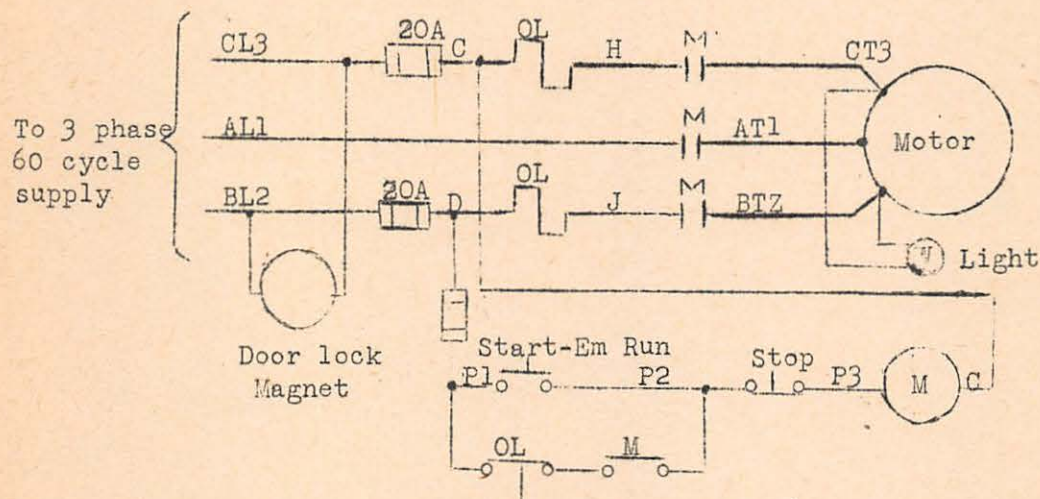 20A
OL
M
CL3
C
H
CT3
To 3 phase
60 cycle
supply
AL1
AT1
Motor
OL
M
20A
M
BL2
D
J
BTZ
Light
Door lock
Magnet
Start-Em Run
Stop
P1
P2
P3
M
C
OL
M